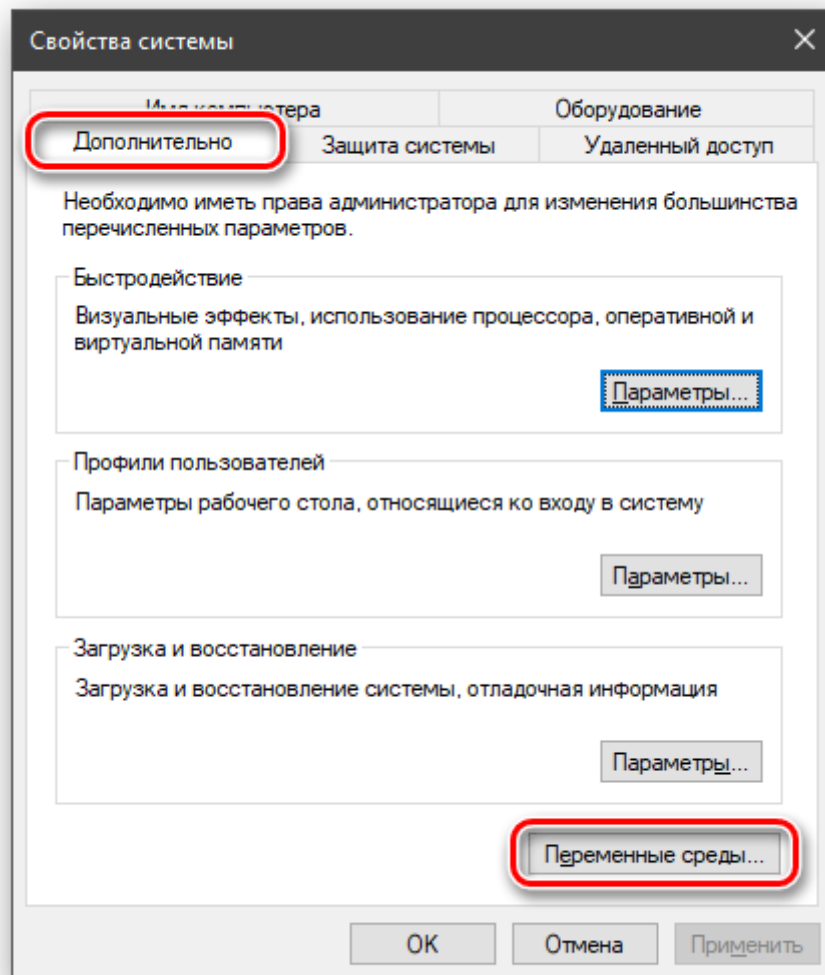 Свойства системы
Имя компьютера
Оборудование
Дополнительно
Защита системы
Удаленный доступ
Необходимо иметь права администратора для изменения большинства
перечисленных параметров.
Быстродействие
Визуальные эффекты, использование процессора, оперативной и
виртуальной памяти
Параметры...
Профили пользователей
Параметры рабочего стола, относящиеся ко входу в систему
Параметры...
Загрузка и восстановление
Загрузка и восстановление системы, отладочная информация
Параметры...
Переменные среды...
OK
Отмена
Применить